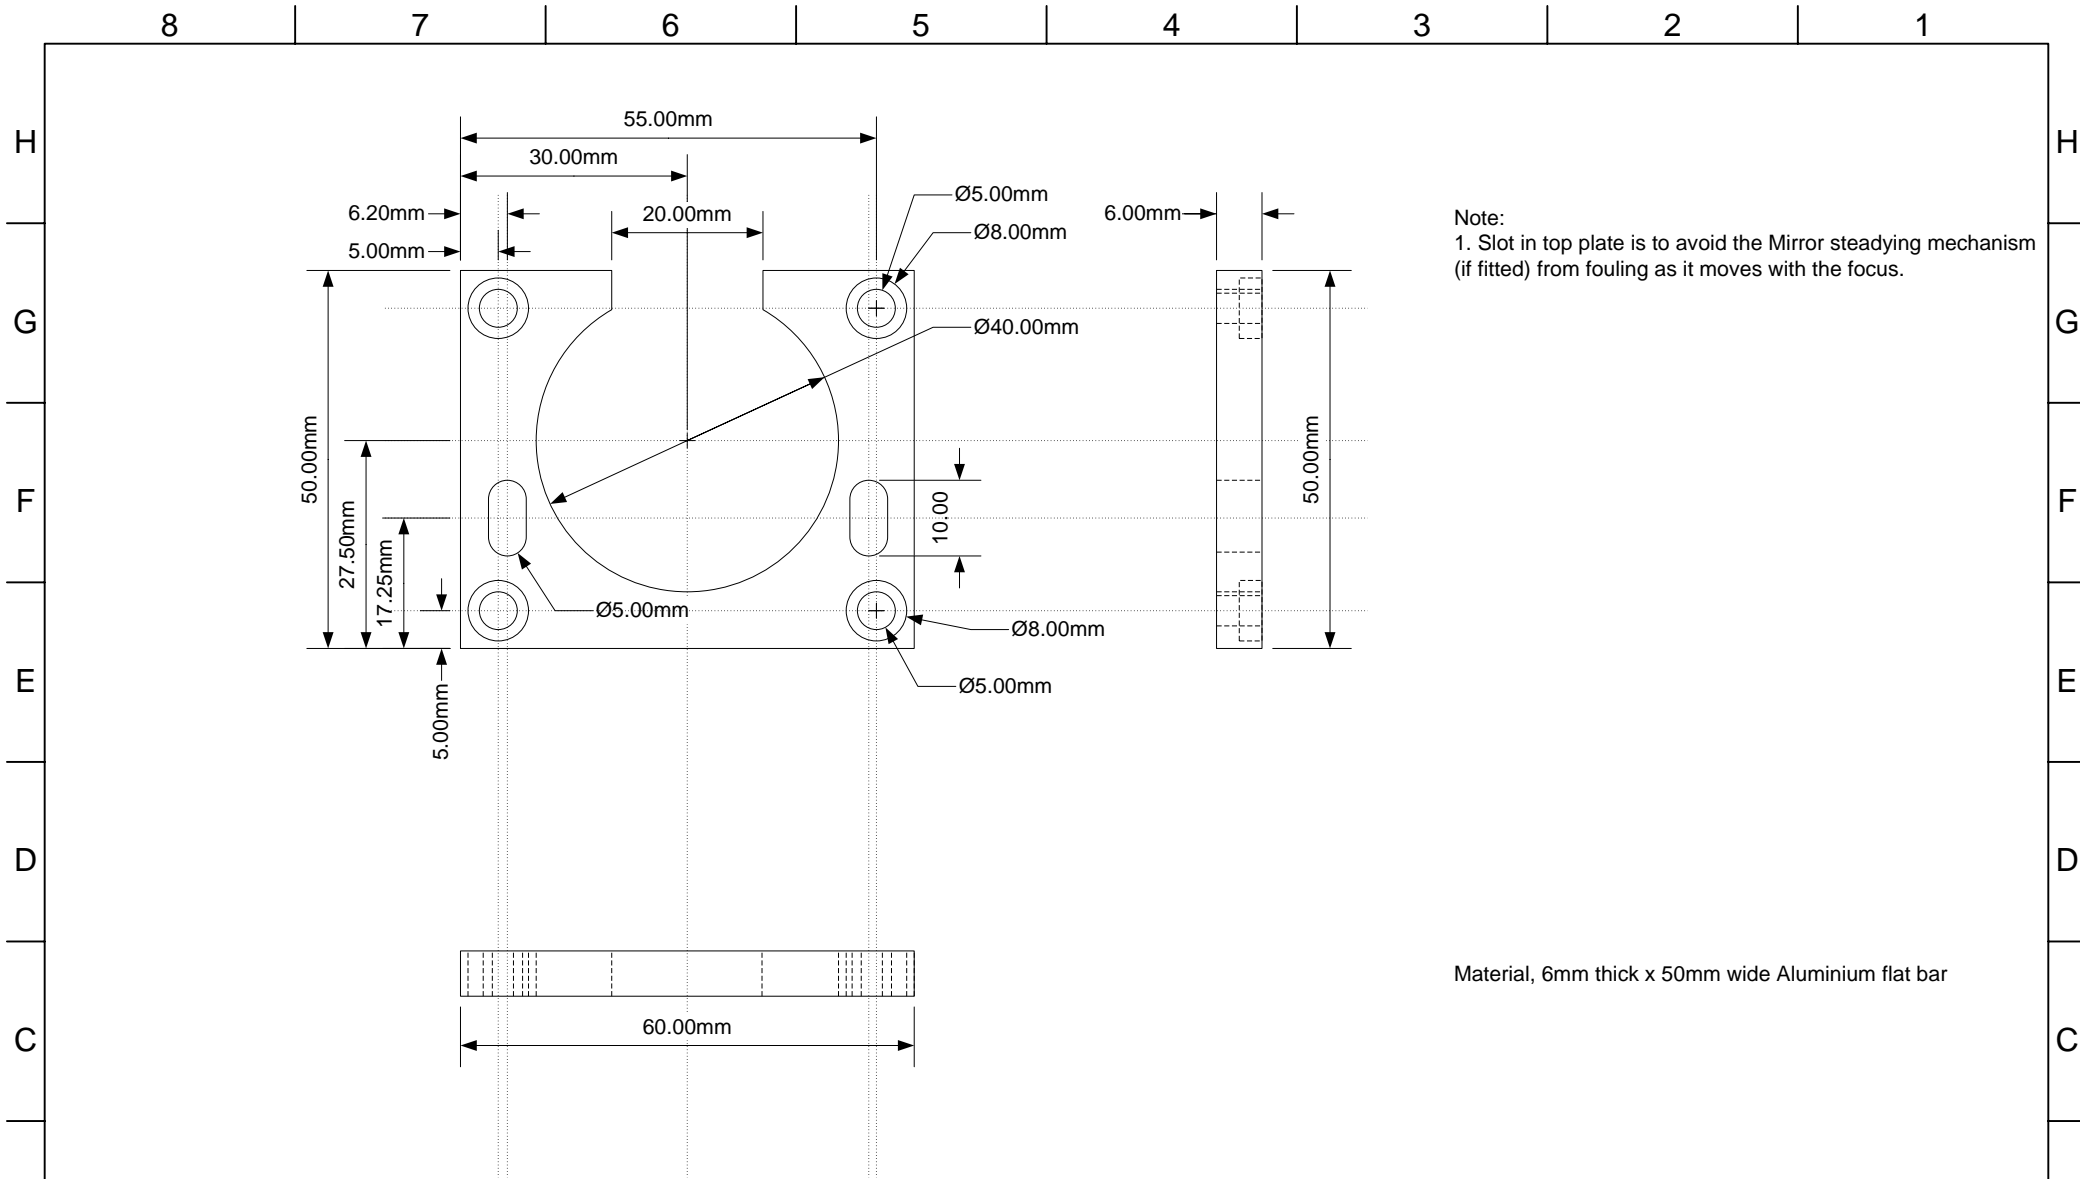 8 7 6 5 4 3 2 1
H H
55.00mm
30.00mm
Ø5.00mm
6.20mm 20.00mm 6.00mm
Ø8.00mm
5.00mm
Note:
1. Slot in top plate is to avoid the Mirror steadying mechanism
(if fitted) from fouling as it moves with the focus.
G G
Ø40.00mm
50.00mm
27.50mm
17.25mm
10.00
50.00mm
F F
Ø5.00mm
Ø8.00mm
Ø5.00mm
5.00mm
E E
D D
Material, 6mm thick x 50mm wide Aluminium flat bar
60.00mm
C C